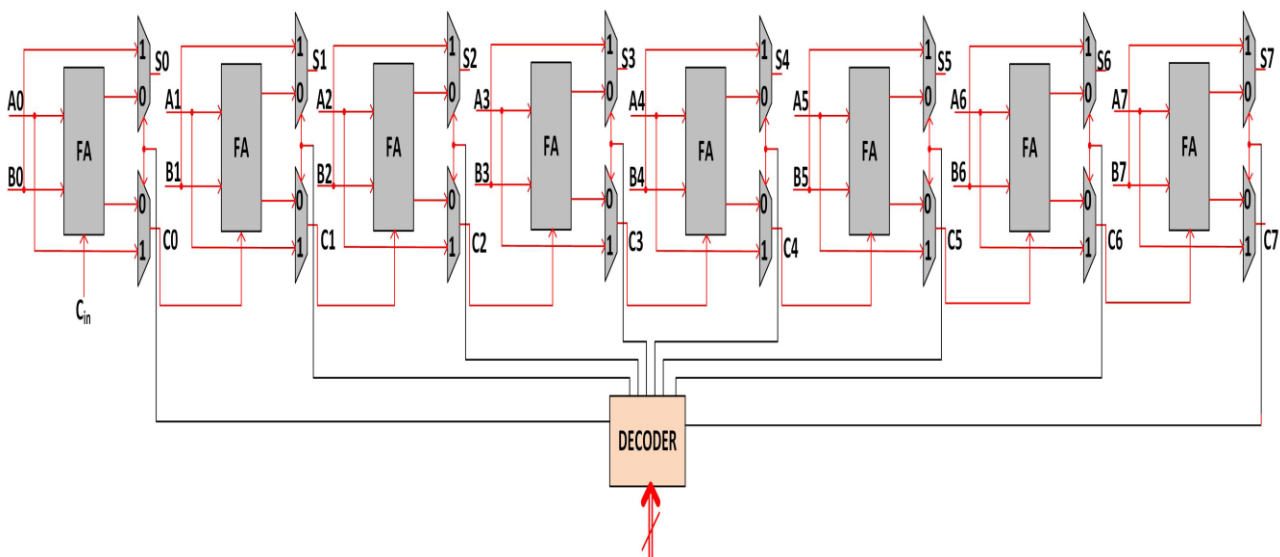 1 S0 1 S1 1 S2 1 S3 1 S4 1 S5 1 S6 1 S7
0 0 0 0 0 0 0 0
A0 A1 A2 A3 A4 A5 A6 A7
FA FA FA FA FA FA FA FA
B0 B1 B2 B3 B4 B5 B6 B7
0 0 0 0 0 0 0 0
1 C0 1 C1 1 C2 1 C3 1 C4 1 C5 1 C6 1 C7
Cin
DECODER